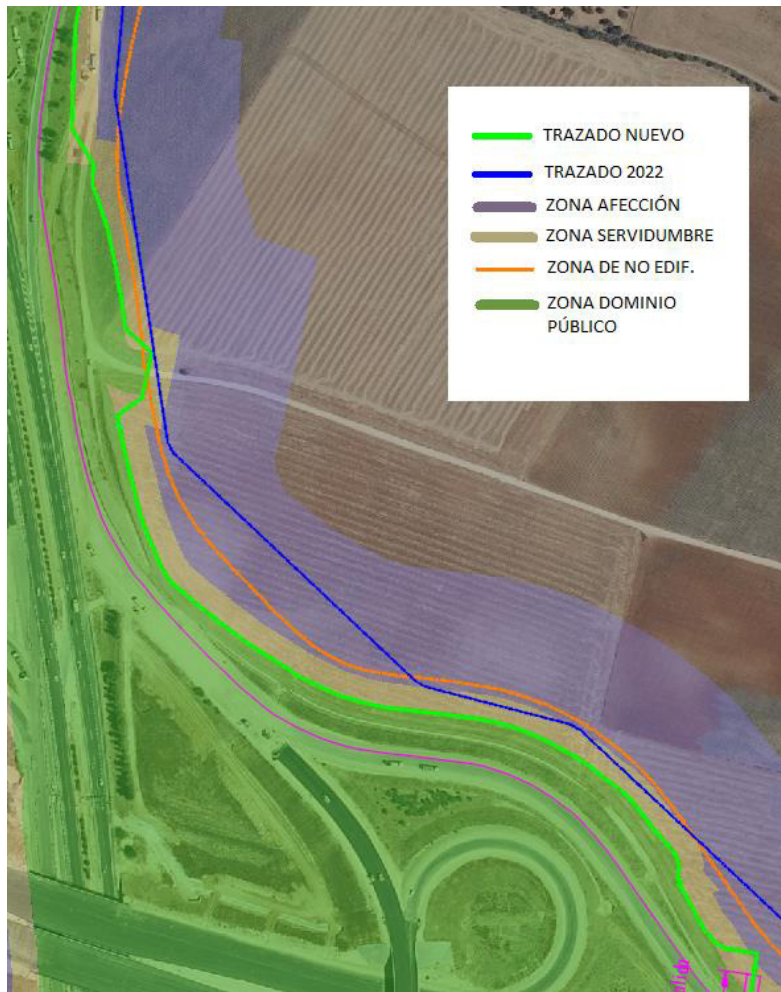 TRAZADO NUEVO
TRAZADO 2022
ZONA AFECCIÓN
ZONA SERVIDUMBRE
ZONA DE NO EDIF.
ZONA DOMINIO
PÚBLICO